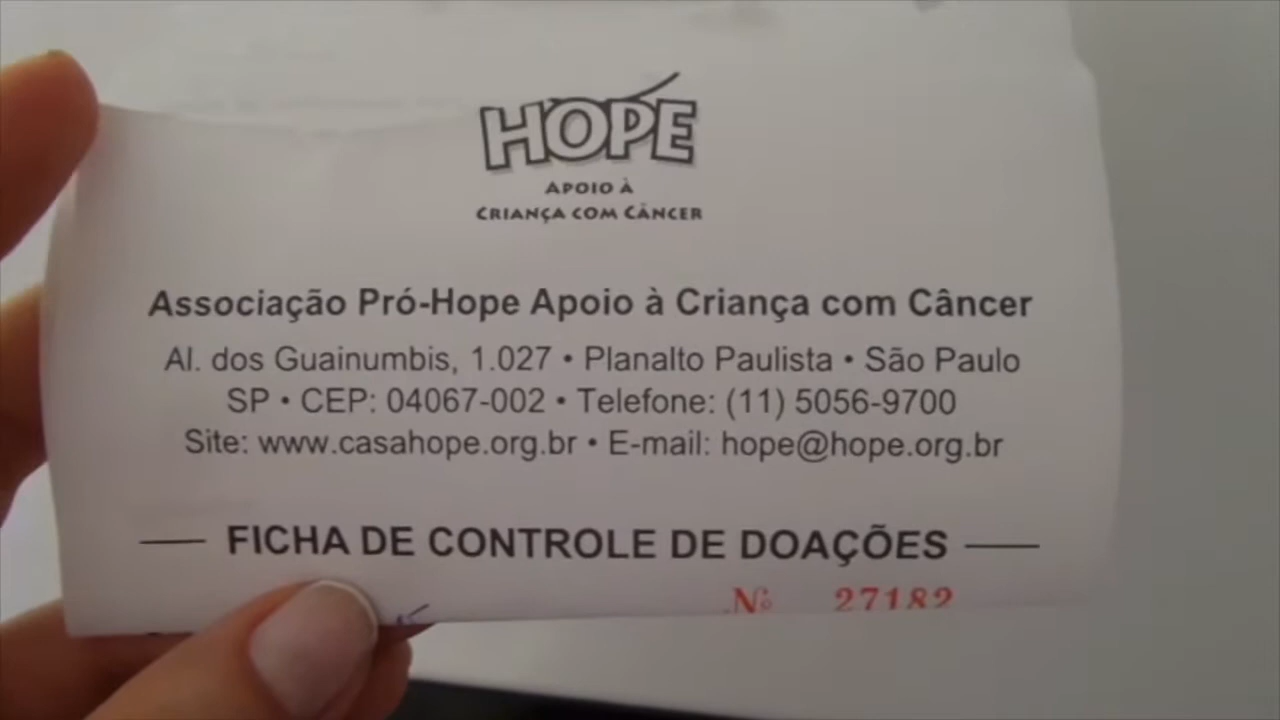 HOPE
APOIO À
CRIANÇA COM CÂNCER
Associação Pró-Hope Apoio à Criança com Câncer
Al. dos Guainumbis, 1.027 • Planalto Paulista • São Paulo
SP • CEP: 04067-002 • Telefone: (11) 5056-9700
Site: www.casahope.org.br • E-mail: hope@hope.org.br
FICHA DE CONTROLE DE DOAÇÕES
Nº 27182